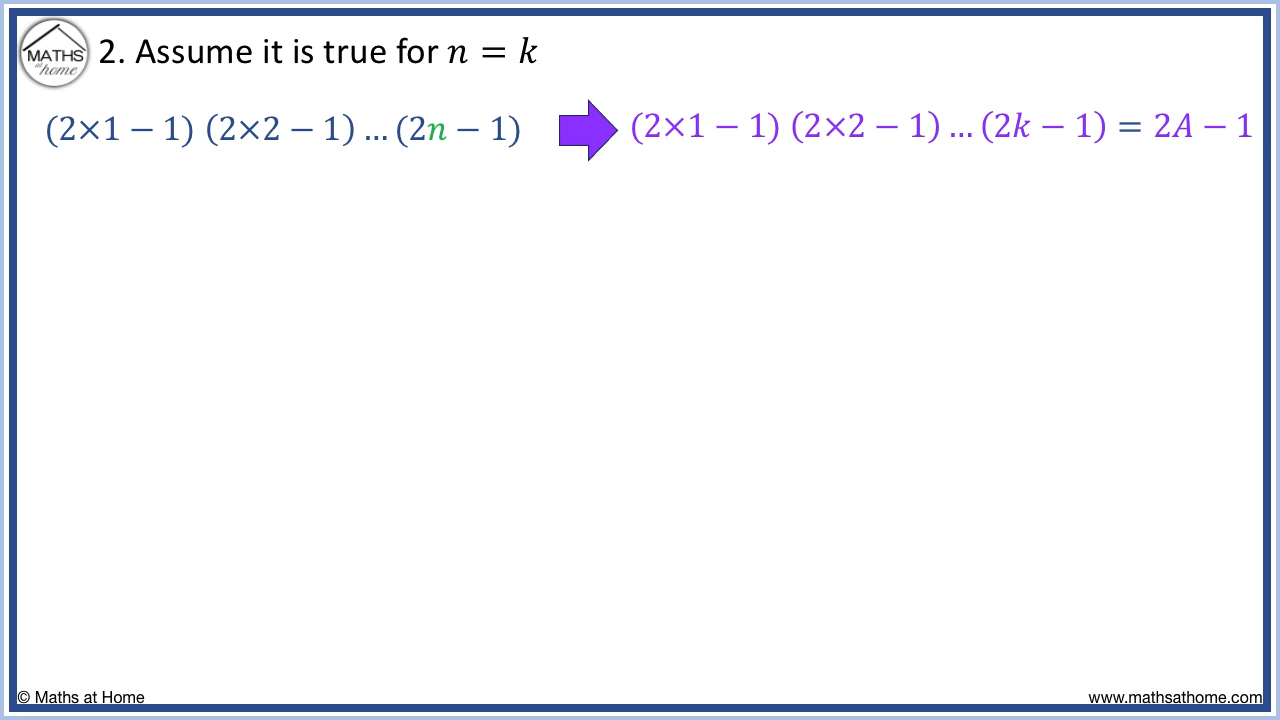 MATHS
at
home
2. Assume it is true for n = k
(2×1 − 1) (2×2 − 1) ... (2n − 1)
(2×1 − 1) (2×2 − 1) ... (2k − 1) = 2A − 1
© Maths at Home
www.mathsathome.com